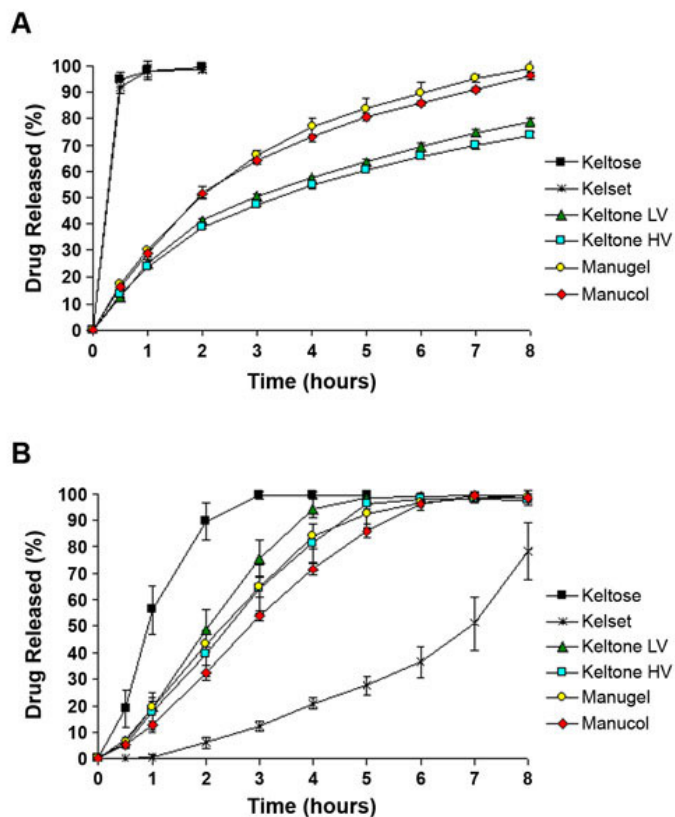 A
Drug Released (%)
100
90
80
70
60
50
40
30
20
10
0
0 1 2 3 4 5 6 7 8
Time (hours)
Keltose
Kelset
Keltone LV
Keltone HV
Manugel
Manucol
B
Drug Released (%)
100
90
80
70
60
50
40
30
20
10
0
0 1 2 3 4 5 6 7 8
Time (hours)
Keltose
Kelset
Keltone LV
Keltone HV
Manugel
Manucol